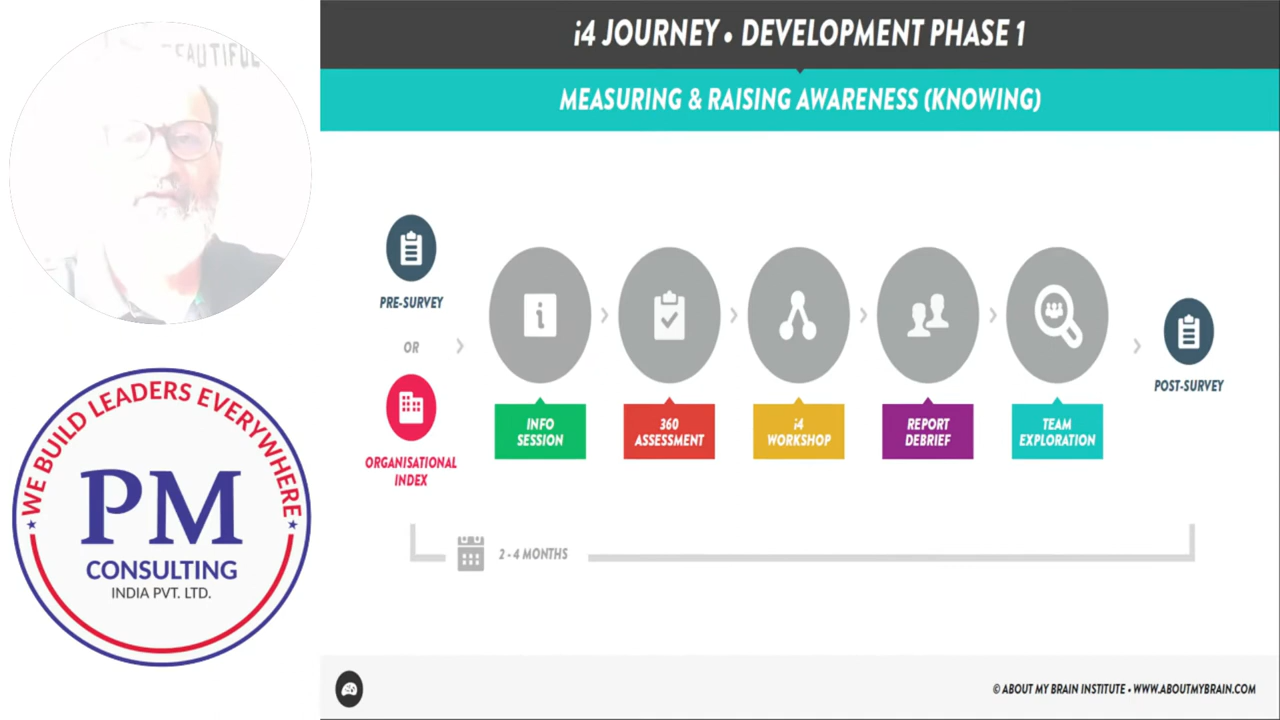 i4 JOURNEY • DEVELOPMENT PHASE 1
MEASURING & RAISING AWARENESS (KNOWING)
PRE-SURVEY
OR
ORGANISATIONAL
INDEX
INFO
SESSION
360
ASSESSMENT
i4
WORKSHOP
REPORT
DEBRIEF
TEAM
EXPLORATION
POST-SURVEY
2 - 4 MONTHS
WE BUILD LEADERS EVERYWHERE
PM
CONSULTING
INDIA PVT. LTD.
© ABOUT MY BRAIN INSTITUTE • WWW.ABOUTMYBRAIN.COM